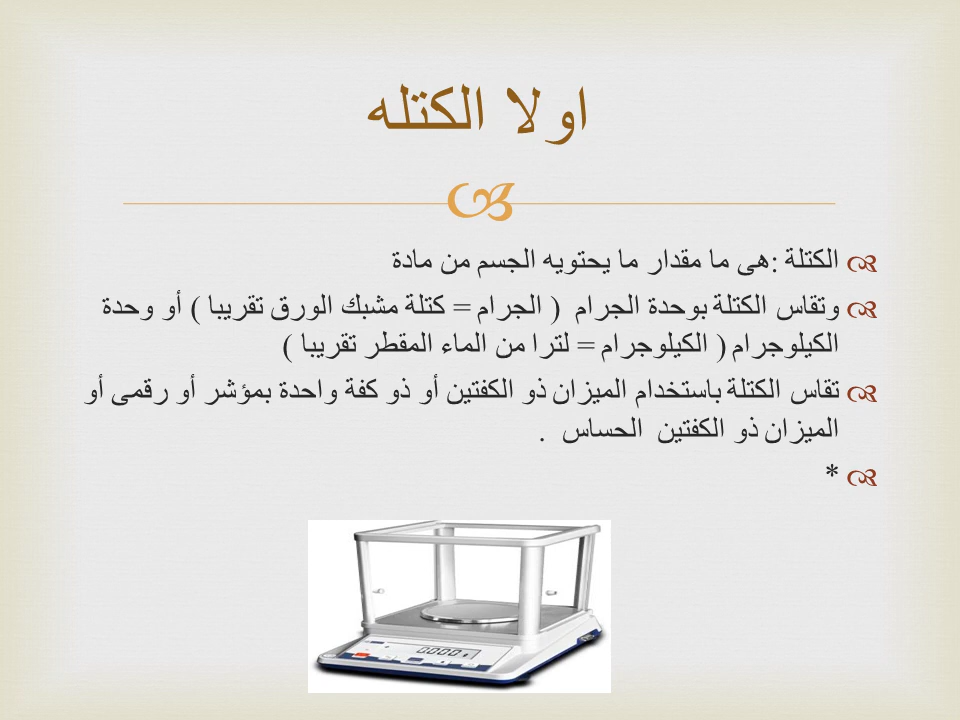 اولا الكتله
الكتلة :هى ما مقدار ما يحتويه الجسم من مادة
وتقاس الكتلة بوحدة الجرام ( الجرام = كتلة مشبك الورق تقريبا ) أو وحدة
الكيلوجرام ( الكيلوجرام = لترا من الماء المقطر تقريبا )
تقاس الكتلة باستخدام الميزان ذو الكفتين أو ذو كفة واحدة بمؤشر أو رقمى أو
الميزان ذو الكفتين الحساس .
*
0.000